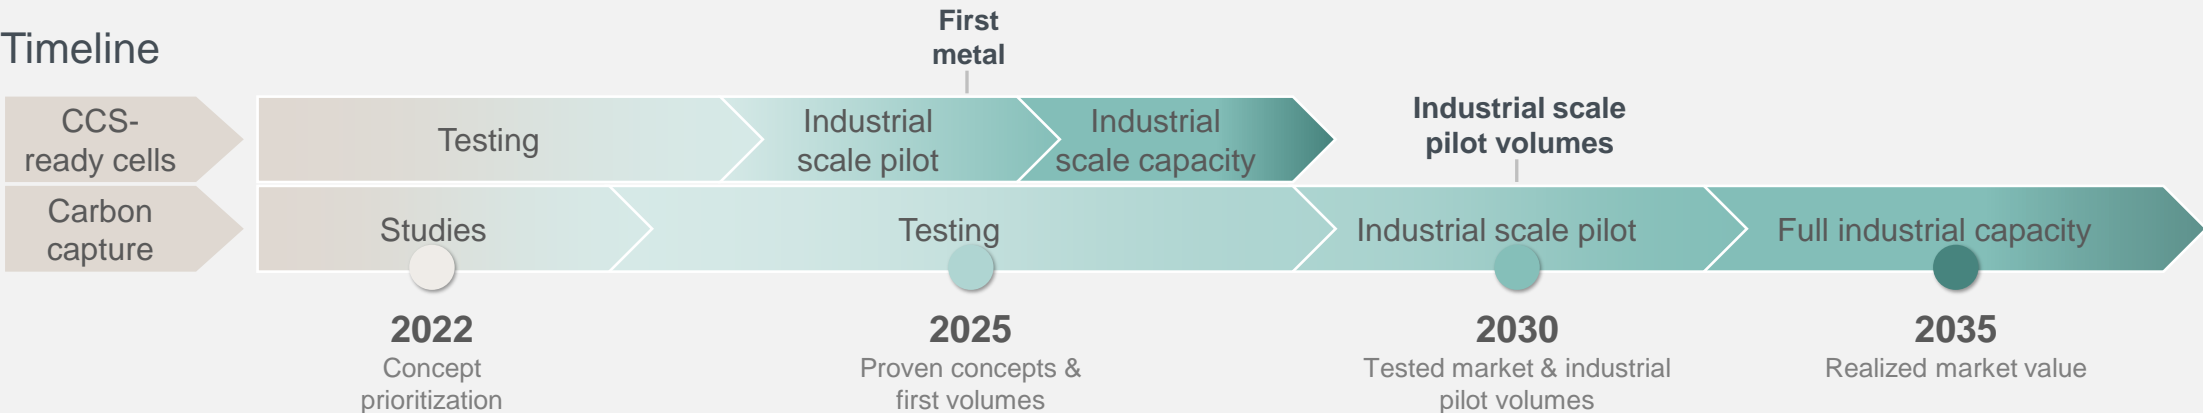 Timeline
First
metal
CCS-
ready cells
Testing
Industrial
scale pilot
Industrial
scale capacity
Industrial scale
pilot volumes
Carbon
capture
Studies
Testing
Industrial scale pilot
Full industrial capacity
2022
Concept
prioritization
2025
Proven concepts &
first volumes
2030
Tested market & industrial
pilot volumes
2035
Realized market value